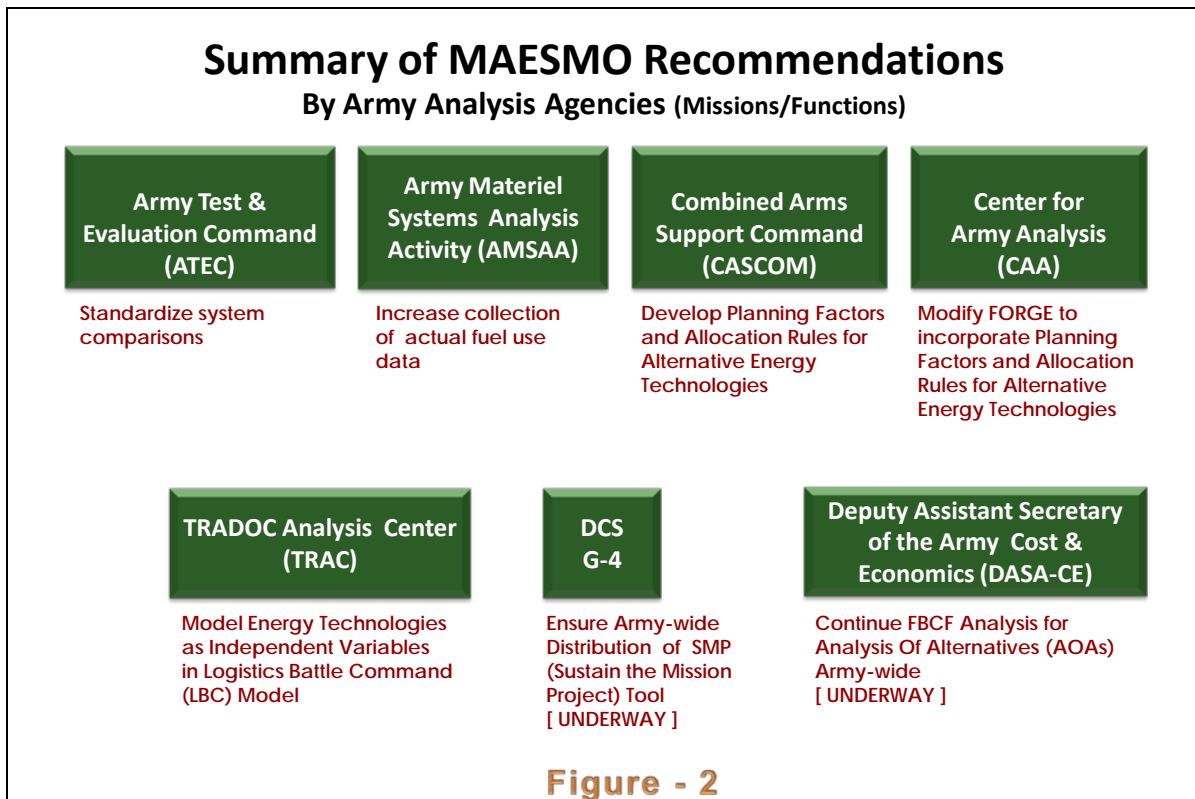 Summary of MAESMO Recommendations
By Army Analysis Agencies (Missions/Functions)
Army Test &
Evaluation Command
(ATEC)
Standardize system
comparisons
Army Materiel
Systems Analysis
Activity (AMSAA)
Increase collection
of actual fuel use
data
Combined Arms
Support Command
(CASCOM)
Develop Planning Factors
and Allocation Rules for
Alternative Energy
Technologies
Center for
Army Analysis
(CAA)
Modify FORGE to
incorporate Planning
Factors and Allocation
Rules for Alternative
Energy Technologies
TRADOC Analysis Center
(TRAC)
Model Energy Technologies
as Independent Variables
in Logistics Battle Command
(LBC) Model
DCS
G-4
Ensure Army-wide
Distribution of SMP
(Sustain the Mission
Project) Tool
[ UNDERWAY ]
Deputy Assistant Secretary
of the Army Cost &
Economics (DASA-CE)
Continue FBCF Analysis for
Analysis Of Alternatives (AOAs)
Army-wide
[ UNDERWAY ]
Figure - 2